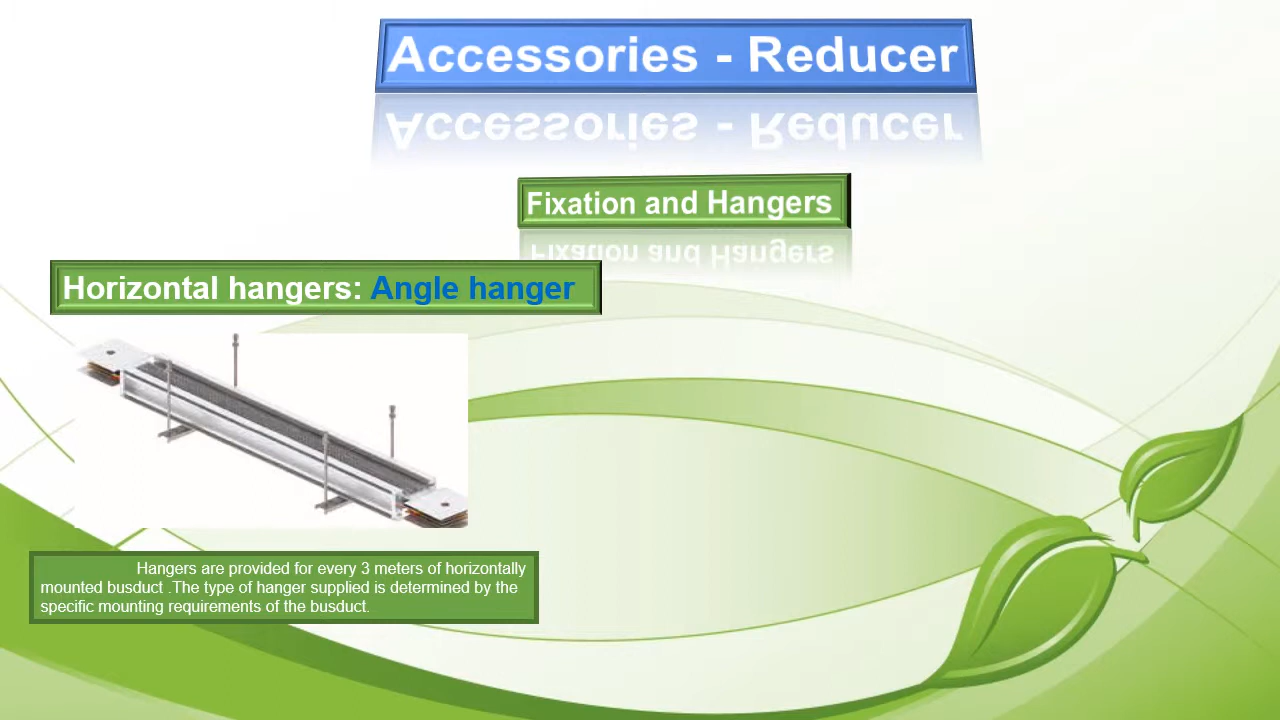 Accessories - Reducer
Fixation and Hangers
Horizontal hangers: Angle hanger
Hangers are provided for every 3 meters of horizontally
mounted busduct .The type of hanger supplied is determined by the
specific mounting requirements of the busduct.